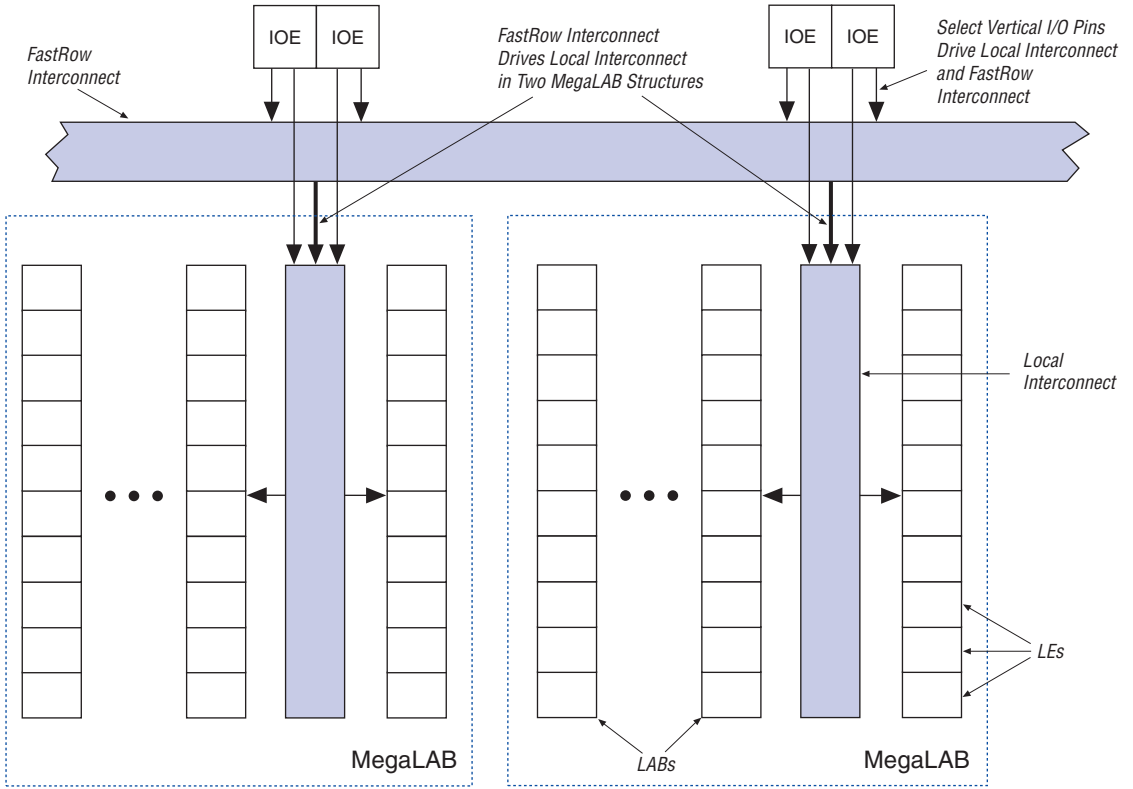 IOE IOE
FastRow
Interconnect
FastRow Interconnect
Drives Local Interconnect
in Two MegaLAB Structures
IOE IOE
Select Vertical I/O Pins
Drive Local Interconnect
and FastRow
Interconnect
Local
Interconnect
LEs
LABs
MegaLAB
MegaLAB